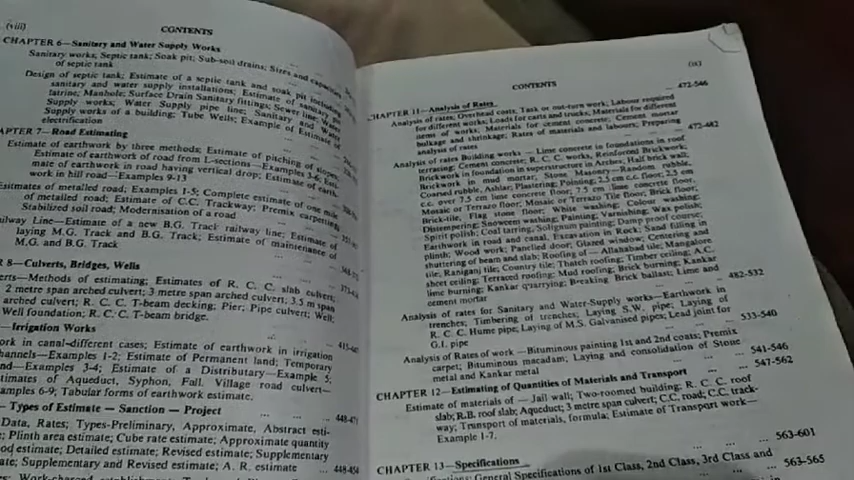 (viii)
CONTENTS
CHAPTER 6—Sanitary and Water Supply Works
Sanitary works; Septic tank; Soak pit; Sub-soil drains; Sizes and capacities
of septic tank
Design of septic tank; Estimate of a septic tank and soak pit including
sanitary and water supply installations; Estimate of sanitary
latrine, Manhole; Surface Drain Sanitary fittings; Sewer line;
Supply works; Water Supply pipe line; Sanitary and Water
Supply works of a building; Tube Wells; Example of Estimate of
electrification
APTER 7—Road Estimating
Estimate of earthwork by three methods; Estimate of pitching of slopes
Estimate of earthwork of road from L-sections—Examples 3-6; Esti-
mate of earthwork in road having vertical drop; Estimate of earth-
work in hill road—Examples 9-13
Estimates of metalled road; Examples 1-5; Complete estimate of one
of metalled road; Estimate of C.C. Trackway; Premix carpeting
Stabilized soil road; Modernisation of a road
ailway Line—Estimate of a new B.G. Track railway line; Estimate of
laying M.G. Track and B.G. Track; Estimate of maintenance of
M.G. and B.G. Track
R 8—Culverts, Bridges, Wells
erts—Methods of estimating; Estimates of R. C. C. slab culvert,
2 metre span arched culvert; 3 metre span arched culvert; 3.5 m span
arched culvert; R. C. C. T-beam decking; Pier; Pipe culvert; Well;
Well foundation; R. C. C. T-beam bridge.
—Irrigation Works
ork in canal-different cases; Estimate of earthwork in irrigation
hannels—Examples 1-2; Estimate of Permanent land; Temporary
nd—Examples 3-4; Estimate of a Distributary—Example 5;
stimates of Aqueduct, Syphon, Fall. Village road culvert—
xamples 6-9; Tabular forms of earthwork estimate.
—Types of Estimate — Sanction — Project
Data, Rates; Types-Preliminary, Approximate, Abstract esti-
Plinth area estimate; Cube rate estimate; Approximate quantity
od estimate; Detailed estimate; Revised estimate; Supplementary
e; Supplementary and Revised estimate; A. R. estimate
448-454
CONTENTS
CHAPTER 11—Analysis of Rates
472-546
Analysis of rates; Overhead costs, Task or out-turn work, Labour required
for different works; Loads for carts and trucks; Materials for different
items of works; Materials for cement concrete; Cement mortar
bulkage and shrinkage; Rates of materials and labours; Preparing
analysis of rates
472-482
Analysis of rates Building works — Lime concrete in foundations in roof
terracing, Cement concrete, R. C. C. works, Reinforced Brickwork;
Brickwork in foundation in superstructure in Arches, Half brick wall,
Brickwork in mud mortar, Stone Masonry—Random rubble,
Coarsed rubble, Ashlar; Plastering; Pointing; 2.5 cm c.c. floor; 2.5 cm
c.c. over 7.5 cm lime concrete floor; 7.5 cm lime concrete floor;
Mosaic or Terrazo floor; Mosaic or Terrazo Tile floor; Brick floor;
Brick-tile, Flag stone floor; White washing, Colour washing,
Distempering; Snowcem washing, Painting, Varnishing, Wax polish,
Spirit polish; Coal tarring, Solignum painting; Damp proof course;
Earthwork in road and canal, Excavation in Rock; Sand filling in
plinth; Wood work; Panelled door; Glazed window; Centering and
shuttering of beam and slab; Roofing of — Allahabad tile; Mangalore
tile, Raniganj tile; Country tile; Thatch roofing; Timber ceiling; A.C.
sheet ceiling; Terraced roofing; Mud roofing; Brick burning, Kankar
lime burning; Kankar quarrying; Breaking Brick ballast; Lime and
cement mortar
482-532
Analysis of rates for Sanitary and Water-Supply works—Earthwork in
trenches; Timbering of trenches; Laying S.W. pipe; Laying of
R. C. C. Hume pipe; Laying of M.S. Galvanised pipes; Lead joint for
G.I. pipe
533-540
Analysis of Rates of work — Bituminous painting 1st and 2nd coats; Premix
carpet; Bituminous macadam; Laying and consolidation of Stone
metal and Kankar metal
541-546
CHAPTER 12—Estimating of Quantities of Materials and Transport
547-562
Estimate of materials of — Jail wall; Two-roomed building; R. C. C. roof
slab; R.B. roof slab; Aqueduct; 3 metre span culvert; C.C. road; C.C. track-
way; Transport of materials, formula; Estimate of Transport work—
Example 1-7.
CHAPTER 13—Specifications
563-601
Specifications; General Specifications of 1st Class, 2nd Class, 3rd Class and
563-565